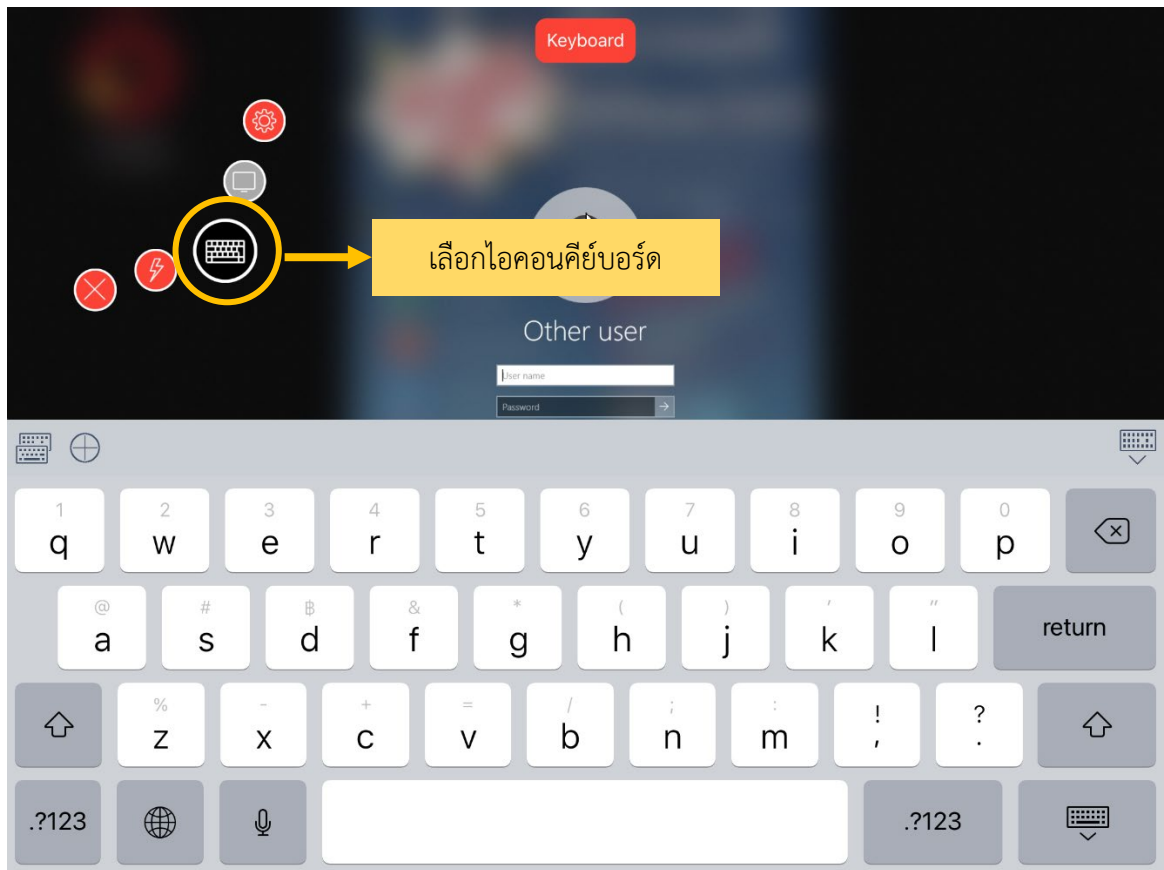 Keyboard
เลือกไอคอนคีย์บอร์ด
Other user
User name
Password
1 2 3 4 5 6 7 8 9 0
q w e r t y u i o p
@ # ฿ & * ( ) ' "
a s d f g h j k l return
% - + = / ; : ! ?
z x c v b n m , .
.?123 .?123